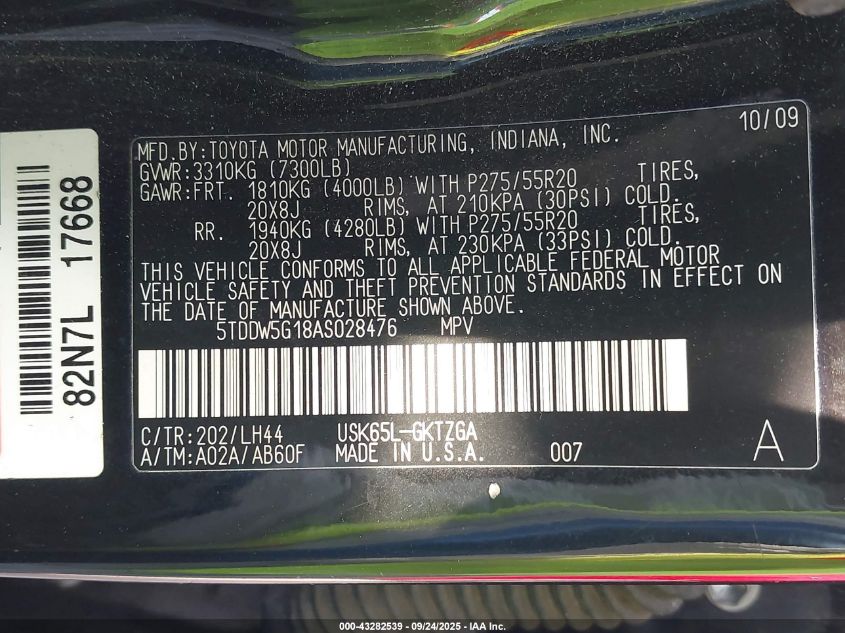 10/09
MFD.BY:TOYOTA MOTOR MANUFACTURING, INDIANA, INC.
GVWR:3310KG (7300LB)
GAWR:FRT. 1810KG (4000LB) WITH P275/55R20 TIRES,
20X8J RIMS, AT 210KPA (30PSI) COLD.
RR. 1940KG (4280LB) WITH P275/55R20 TIRES,
20X8J RIMS, AT 230KPA (33PSI) COLD.
THIS VEHICLE CONFORMS TO ALL APPLICABLE FEDERAL MOTOR
VEHICLE SAFETY AND THEFT PREVENTION STANDARDS IN EFFECT ON
THE DATE OF MANUFACTURE SHOWN ABOVE.
5TDDW5G18AS028476 MPV
C/TR:202/LH44 USK65L-GKTZGA
A/TM:A02A/AB60F MADE IN U.S.A. 007 A
82N7L 17668
000-43282539 - 09/24/2025 - IAA Inc.